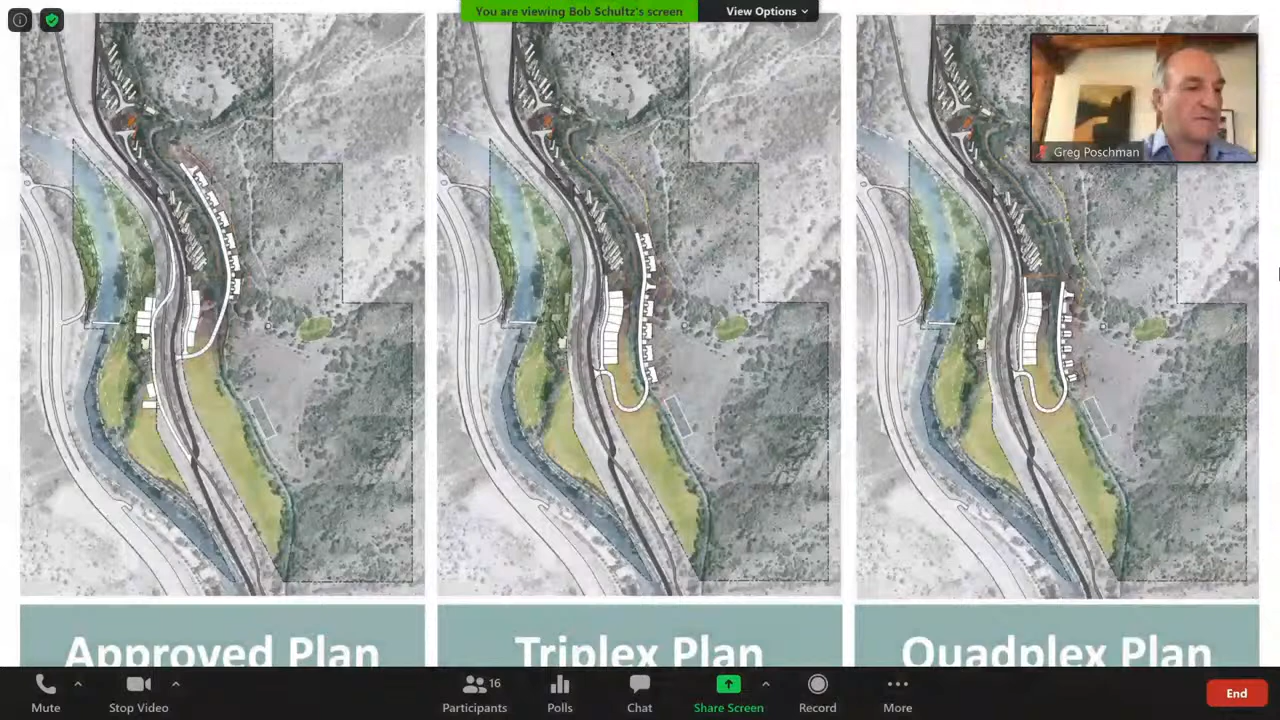 You are viewing Bob Schultz's screen
View Options
Greg Poschman
Approved Plan
Triplex Plan
Quadplex Plan
Mute
Stop Video
Participants
16
Polls
Chat
Share Screen
Record
More
End